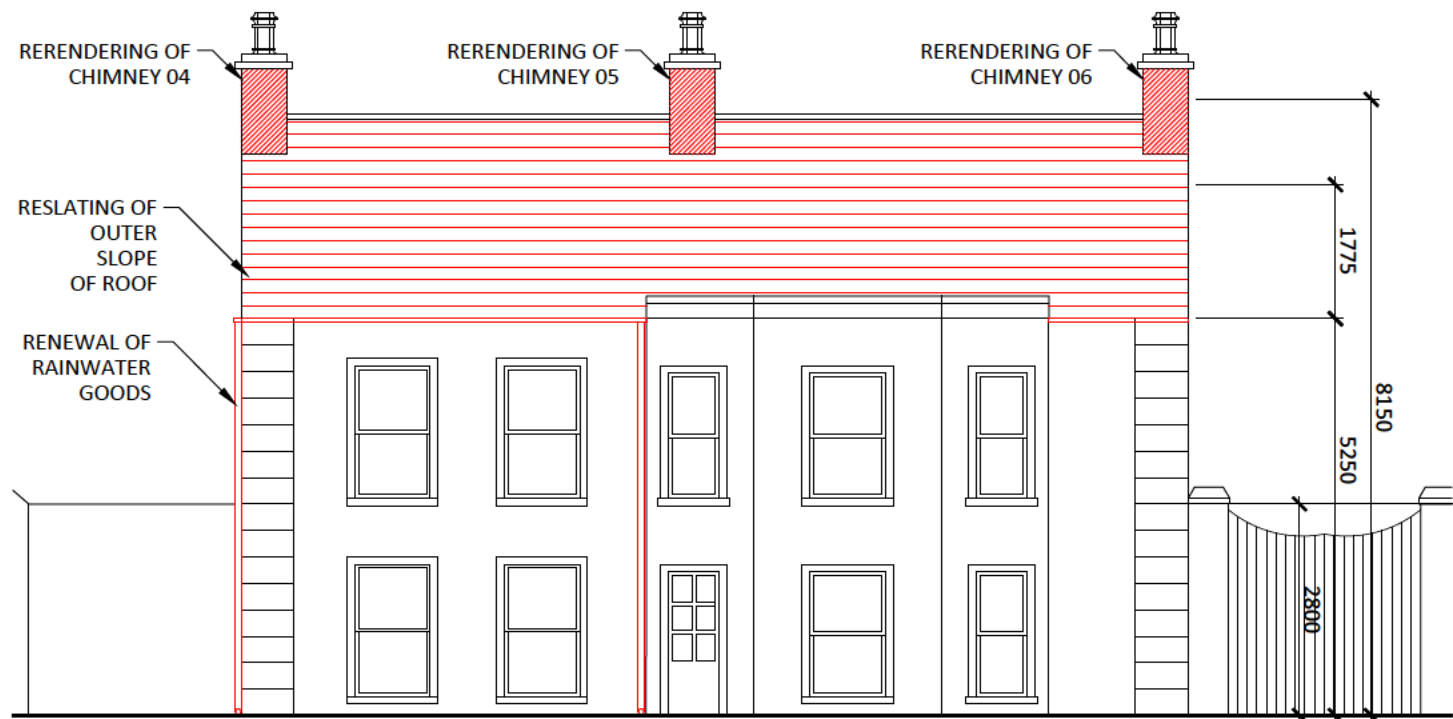 RERENDERING OF
CHIMNEY 04
RERENDERING OF
CHIMNEY 05
RERENDERING OF
CHIMNEY 06
RESLATING OF
OUTER
SLOPE
OF ROOF
RENEWAL OF
RAINWATER
GOODS
1775
8150
5250
2800